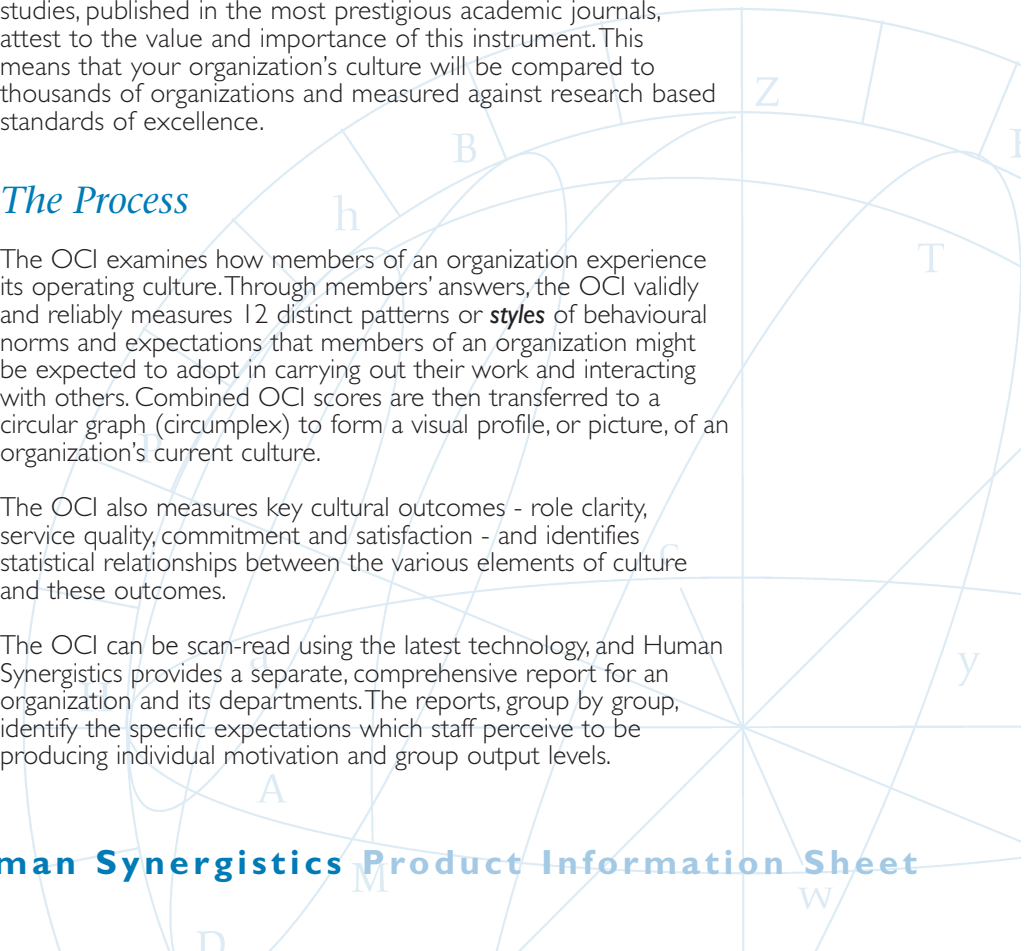 studies, published in the most prestigious academic journals,
attest to the value and importance of this instrument. This
means that your organization's culture will be compared to
thousands of organizations and measured against research based
standards of excellence.
Z
B
The Process
h
The OCI examines how members of an organization experience
T
its operating culture. Through members' answers, the OCI validly
and reliably measures 12 distinct patterns or styles of behavioural
norms and expectations that members of an organization might
be expected to adopt in carrying out their work and interacting
with others. Combined OCI scores are then transferred to a
circular graph (circumplex) to form a visual profile, or picture, of an
organization's current culture.
The OCI also measures key cultural outcomes - role clarity,
service quality, commitment and satisfaction - and identifies
statistical relationships between the various elements of culture
and these outcomes.
The OCI can be scan-read using the latest technology, and Human
Synergistics provides a separate, comprehensive report for an
y
organization and its departments. The reports, group by group,
identify the specific expectations which staff perceive to be
producing individual motivation and group output levels.
A
man Synergistics Product Information Sheet
M
w
D